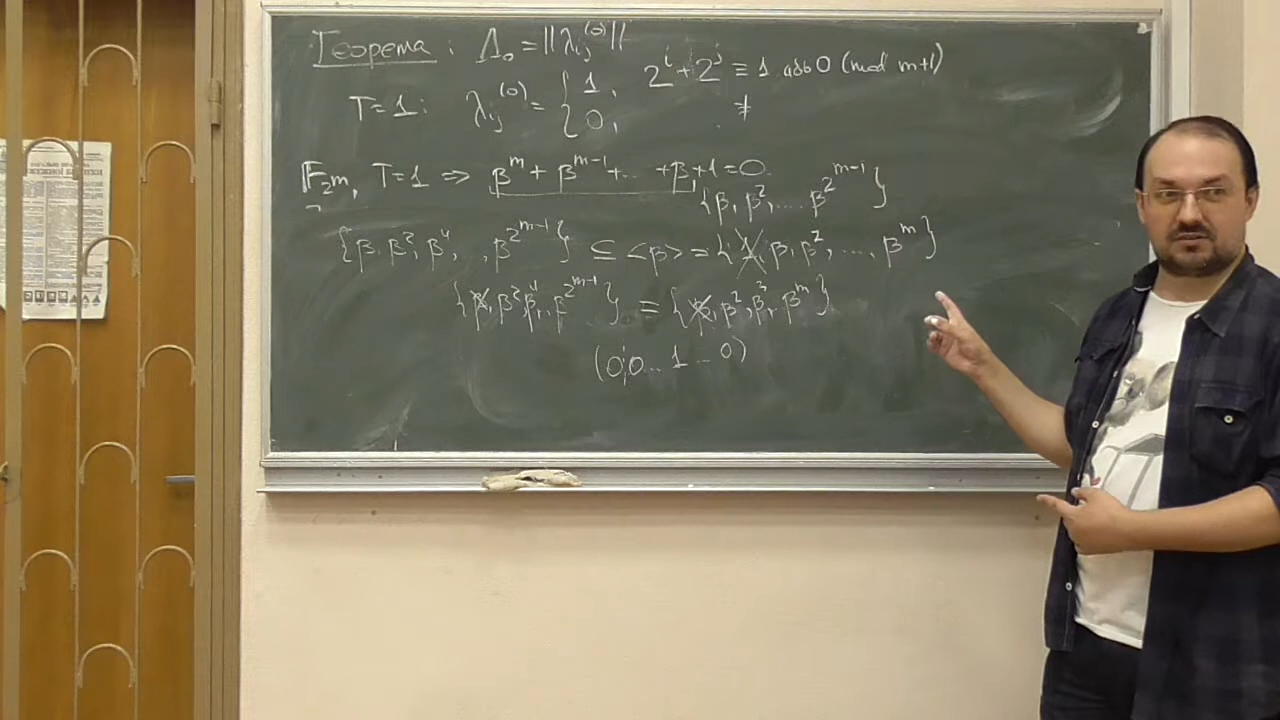 Теорема : Λ₀ = ||λᵢⱼ⁽⁰⁾||
T=1 : λᵢⱼ⁽⁰⁾ = { 1, 2ⁱ + 2ʲ ≡ 1 або 0 (mod m+1)
0, ≢
F₂ᵐ, T=1 ⇒ βᵐ + βᵐ⁻¹ + ... + β + 1 = 0.
{β, β², .... β^{2^{m-1}}}
{β, β², β⁴, , β^{2^{m-1}}} ⊆ <β> = {1, β, β², ..., βᵐ}
{β, β², β⁴, .. β^{2^{m-1}}} = {β, β², β³, .. βᵐ}
(0, 0... 1 ... 0)